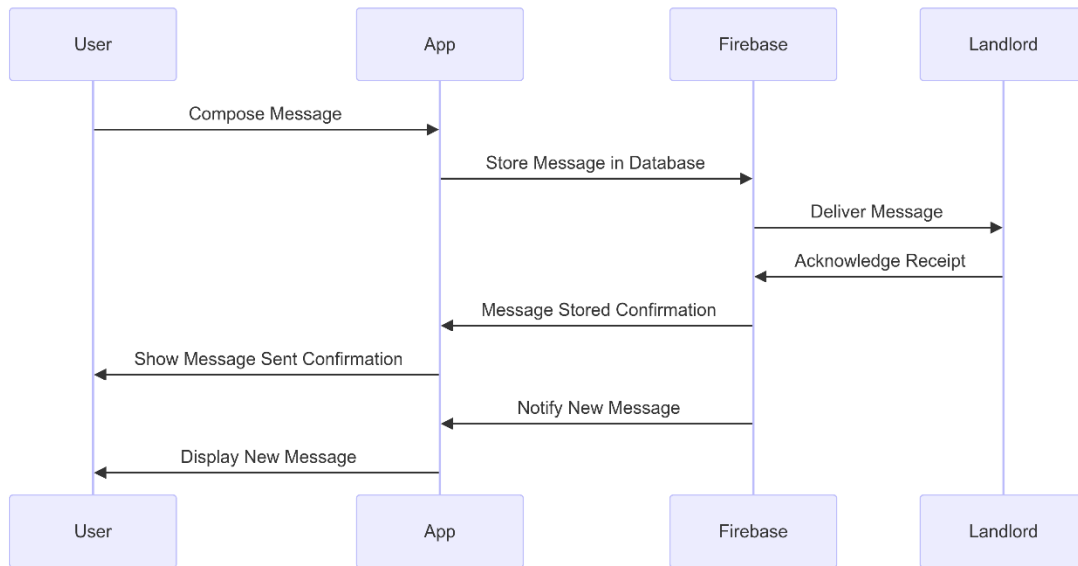 User
App
Firebase
Landlord
Compose Message
Store Message in Database
Deliver Message
Acknowledge Receipt
Message Stored Confirmation
Show Message Sent Confirmation
Notify New Message
Display New Message
User
App
Firebase
Landlord